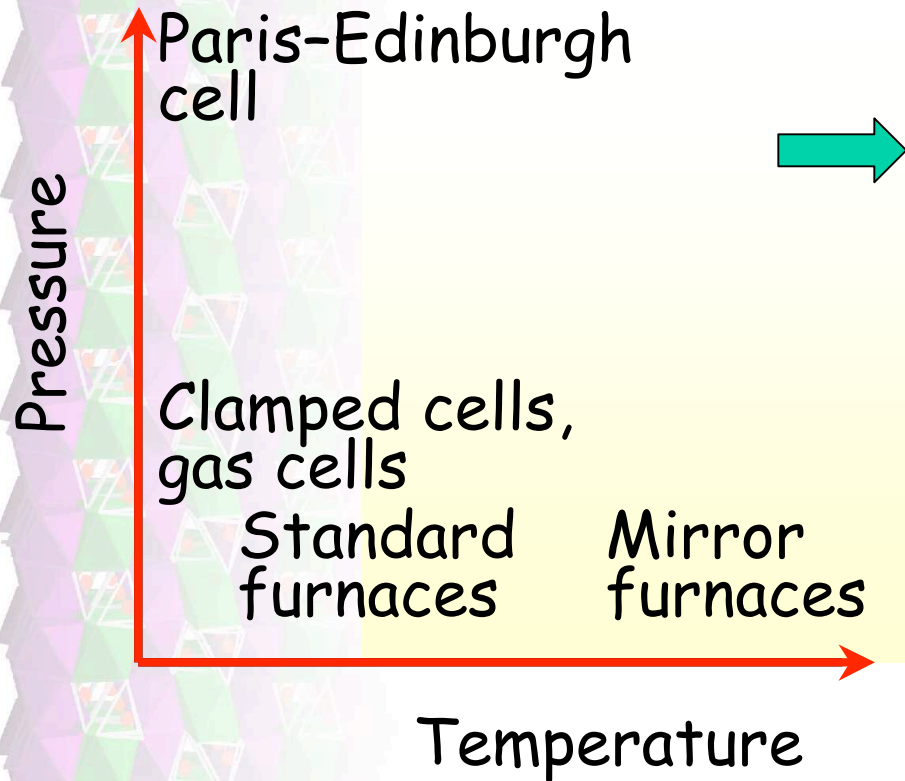 Paris–Edinburgh
cell
Pressure
Clamped cells,
gas cells
Standard
furnaces
Mirror
furnaces
Temperature